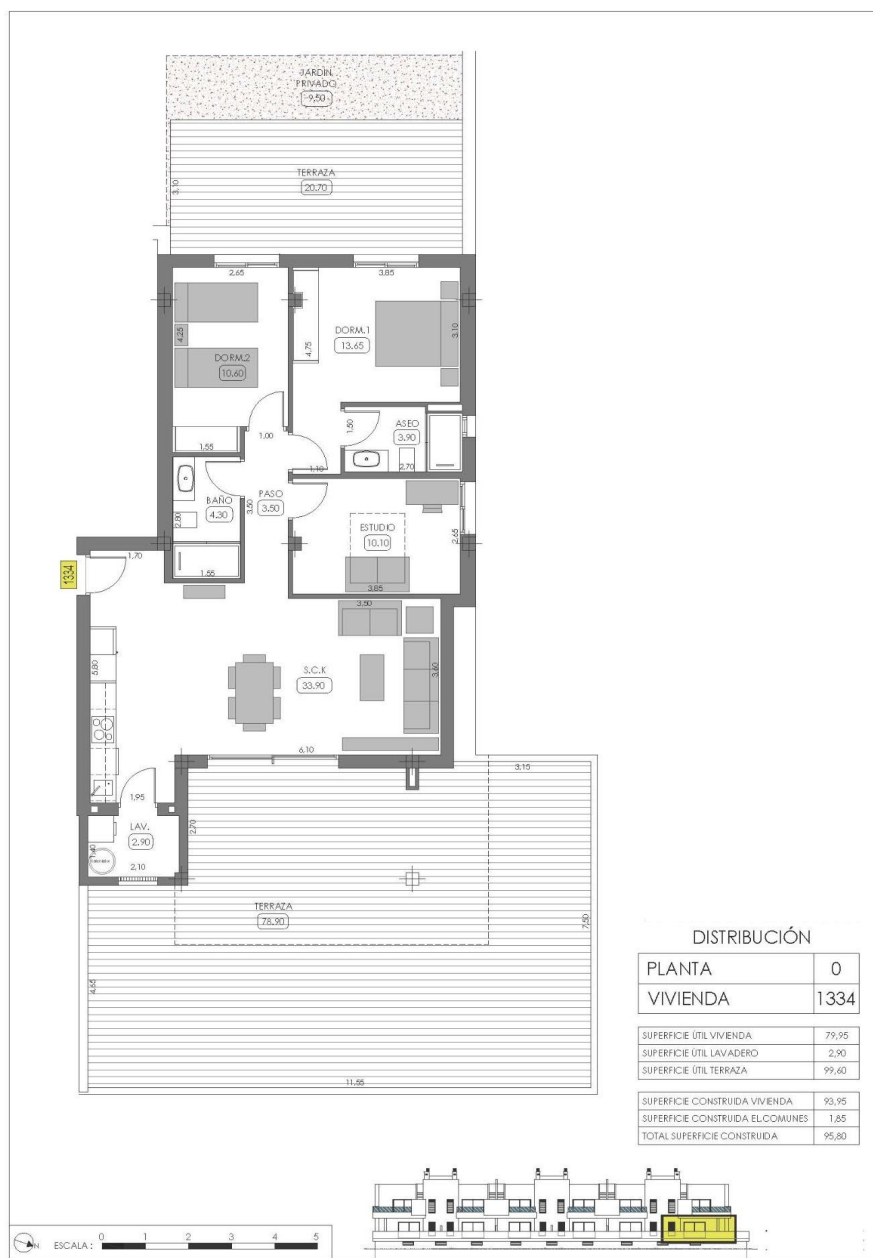 JARDIN
PRIVADO
9,50
TERRAZA
20.70
3,10
2,65
3,85
4,25
DORM.2
10.60
4,75
DORM.1
13.65
3,10
1,55
1,00
1,10
1,50
ASEO
3.90
2,70
BAÑO
4.30
2,80
1,55
3,50
PASO
3.50
ESTUDIO
10.10
2,65
3,85
1334
1,70
5,80
S.C.K
33.90
3,50
3,60
6,10
1,95
LAV.
2.90
1,40
2,10
2,70
3,15
TERRAZA
78.90
7,50
4,65
11,55
DISTRIBUCIÓN
PLANTA 0
VIVIENDA 1334
SUPERFICIE ÚTIL VIVIENDA 79,95
SUPERFICIE ÚTIL LAVADERO 2,90
SUPERFICIE ÚTIL TERRAZA 99,60
SUPERFICIE CONSTRUIDA VIVIENDA 93,95
SUPERFICIE CONSTRUIDA EL.COMUNES 1,85
TOTAL SUPERFICIE CONSTRUIDA 95,80
N
ESCALA : 0 1 2 3 4 5